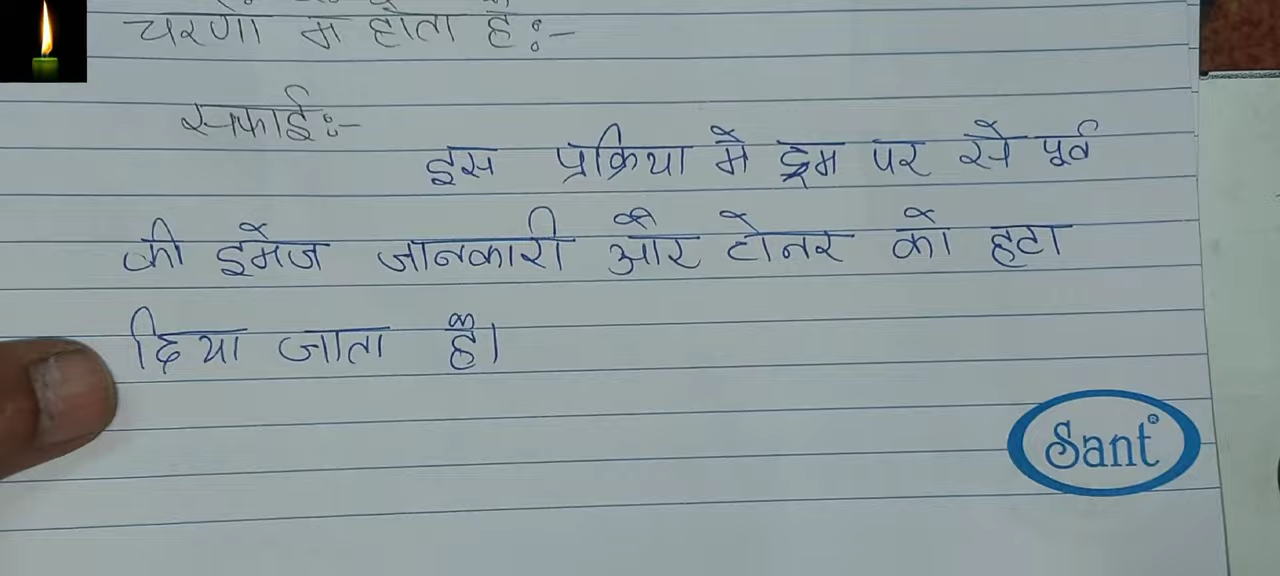 चरणो म होता है:-
सफाई:-
इस प्रक्रिया मे ड्रम पर से पूर्व
की इमेज जानकारी और टोनर को हटा
दिया जाता है।
Sant